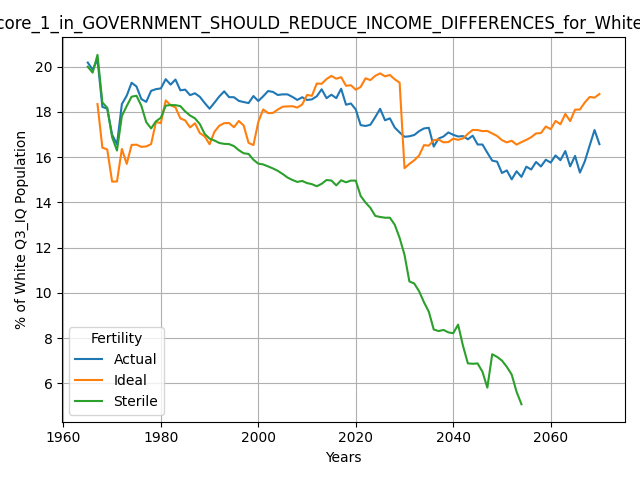 core_1_in_GOVERNMENT_SHOULD_REDUCE_INCOME_DIFFERENCES_for_White
20
18
16
14
12
10
8
6
% of White Q3_IQ Population
Fertility
Actual
Ideal
Sterile
1960
1980
2000
2020
2040
2060
Years